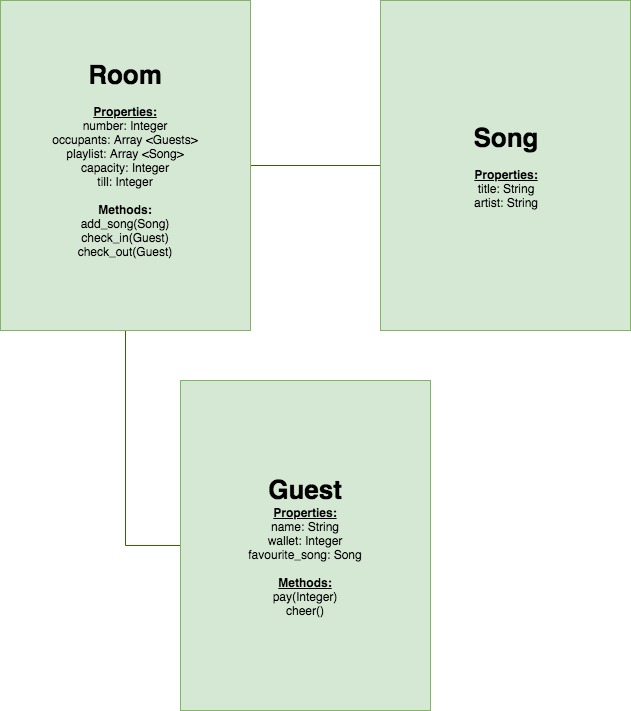 Room
Properties:
number: Integer
occupants: Array <Guests>
playlist: Array <Song>
capacity: Integer
till: Integer
Methods:
add_song(Song)
check_in(Guest)
check_out(Guest)
Song
Properties:
title: String
artist: String
Guest
Properties:
name: String
wallet: Integer
favourite_song: Song
Methods:
pay(Integer)
cheer()